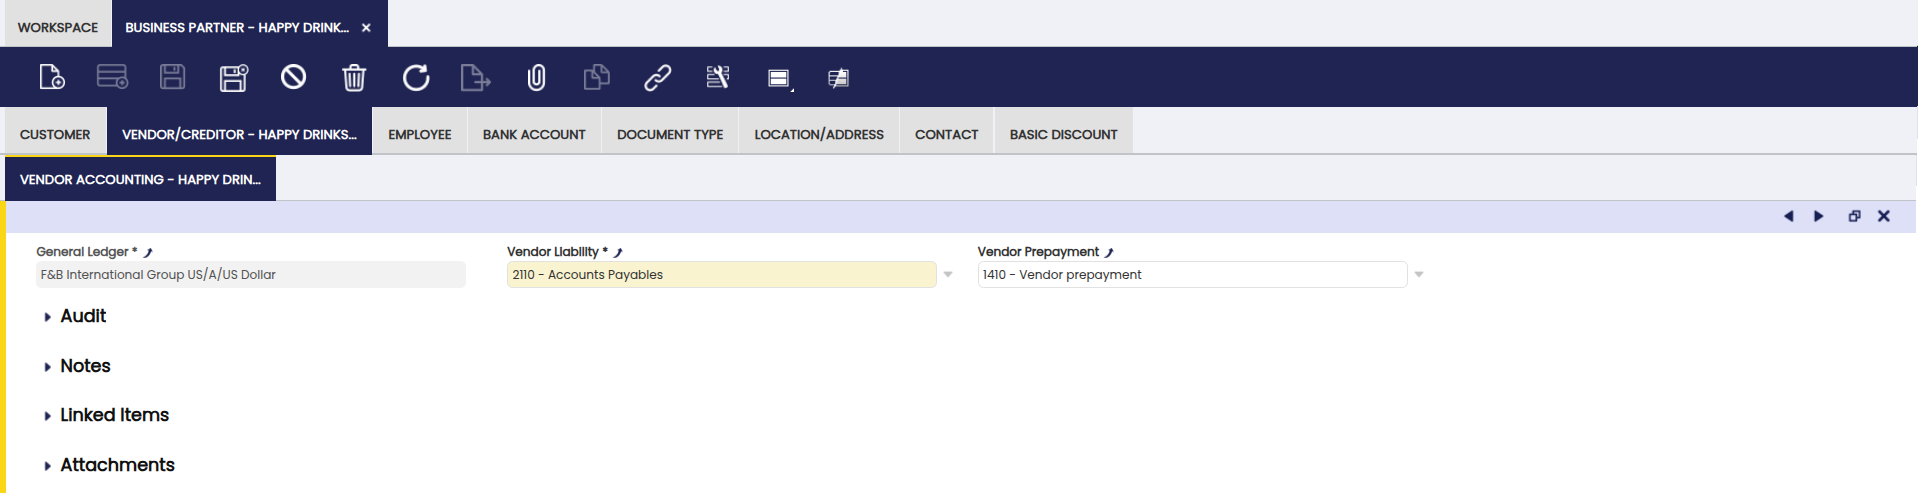 WORKSPACE BUSINESS PARTNER - HAPPY DRINK...
CUSTOMER VENDOR/CREDITOR - HAPPY DRINKS... EMPLOYEE BANK ACCOUNT DOCUMENT TYPE LOCATION/ADDRESS CONTACT BASIC DISCOUNT
VENDOR ACCOUNTING - HAPPY DRIN...
General Ledger * Vendor Liability * Vendor Prepayment
F&B International Group US/A/US Dollar 2110 - Accounts Payables 1410 - Vendor prepayment
Audit
Notes
Linked Items
Attachments